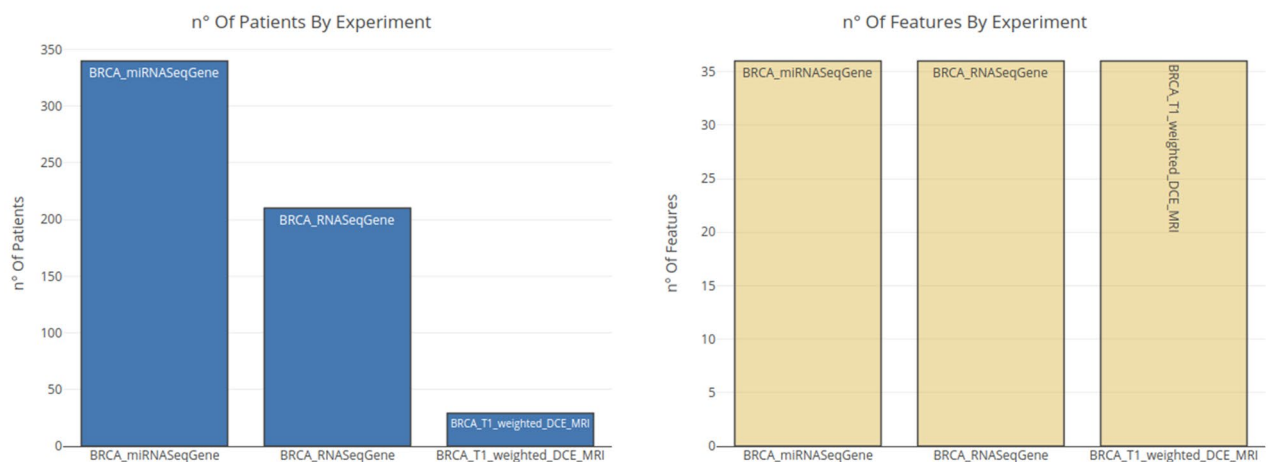 n° Of Patients By Experiment
350
300
250
200
150
100
50
0
n° Of Patients
BRCA_miRNASeqGene
BRCA_RNASeqGene
BRCA_T1_weighted_DCE_MRI
BRCA_miRNASeqGene
BRCA_RNASeqGene
BRCA_T1_weighted_DCE_MRI
n° Of Features By Experiment
35
30
25
20
15
10
5
0
n° Of Features
BRCA_miRNASeqGene
BRCA_RNASeqGene
BRCA_T1_weighted_DCE_MRI
BRCA_miRNASeqGene
BRCA_RNASeqGene
BRCA_T1_weighted_DCE_MRI